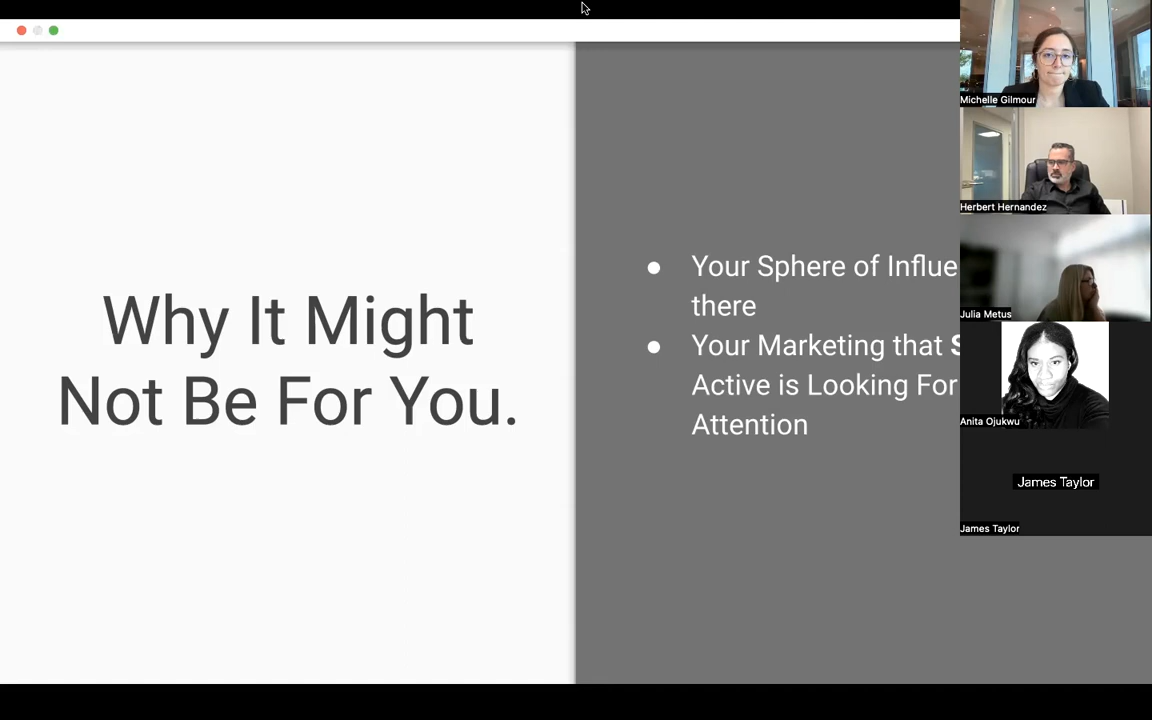 Why It Might
Not Be For You.
Your Sphere of Influe
there
Your Marketing that
Active is Looking For
Attention
Michelle Gilmour
Herbert Hernandez
Julia Metus
Anita Ojukwu
James Taylor
James Taylor